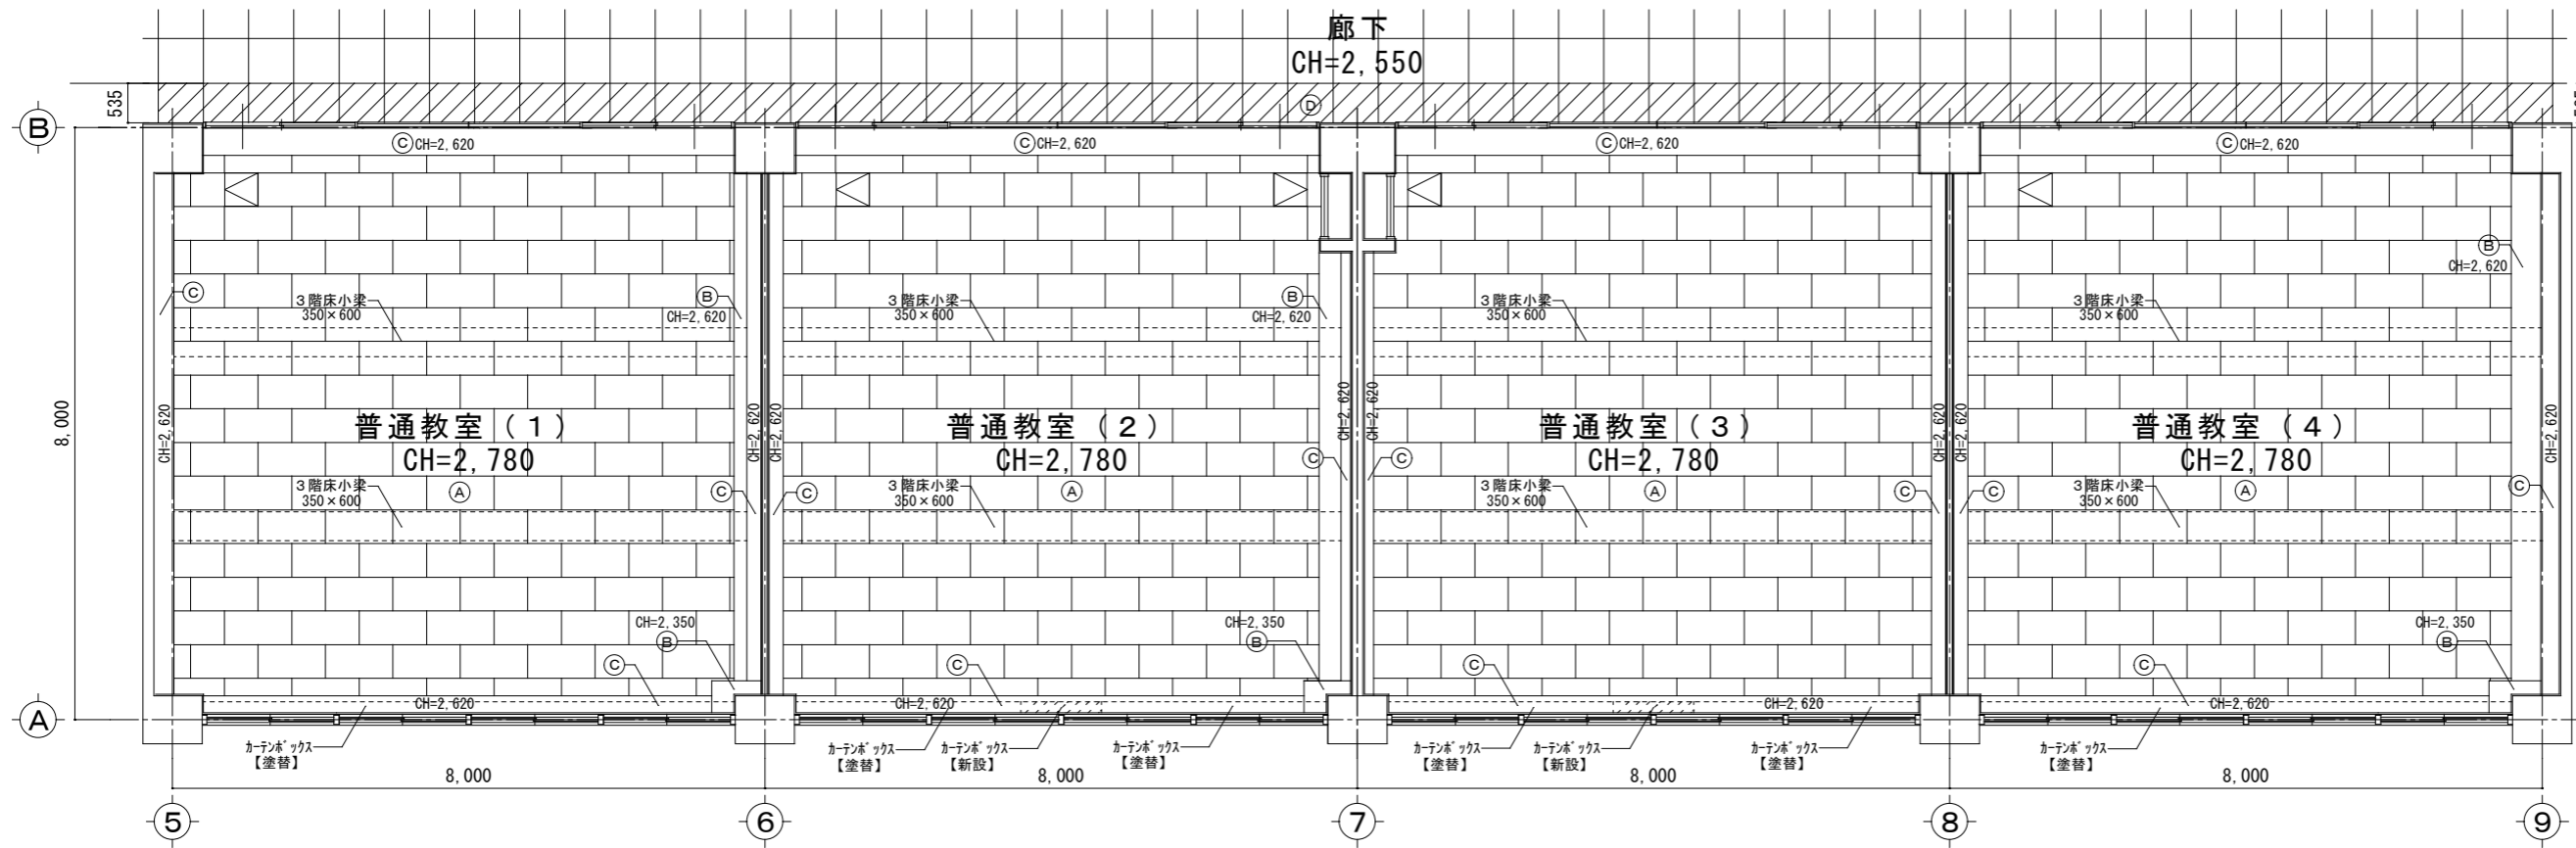 廊下
CH=2,550
535
Ⓓ
Ⓑ
ⒸCH=2,620
ⒸCH=2,620
ⒸCH=2,620
ⒸCH=2,620
Ⓒ
Ⓑ
CH=2,620
Ⓑ
CH=2,620
Ⓑ
CH=2,620
3階床小梁
350×600
3階床小梁
350×600
3階床小梁
350×600
3階床小梁
350×600
8,000
CH=2,620
CH=2,620
CH=2,620
CH=2,620
CH=2,620
CH=2,620
CH=2,620
CH=2,620
普通教室(1)
CH=2,780
普通教室(2)
CH=2,780
普通教室(3)
CH=2,780
普通教室(4)
CH=2,780
3階床小梁
350×600
Ⓐ
Ⓒ
Ⓒ
3階床小梁
350×600
Ⓐ
Ⓒ
Ⓒ
3階床小梁
350×600
Ⓐ
Ⓒ
Ⓒ
3階床小梁
350×600
Ⓐ
Ⓒ
CH=2,350
Ⓑ
CH=2,350
Ⓑ
CH=2,350
Ⓑ
Ⓒ
Ⓒ
Ⓒ
Ⓒ
CH=2,620
CH=2,620
CH=2,620
CH=2,620
Ⓐ
カーテンボックス
【塗替】
カーテンボックス
【塗替】
カーテンボックス
【新設】
カーテンボックス
【塗替】
カーテンボックス
【塗替】
カーテンボックス
【新設】
カーテンボックス
【塗替】
カーテンボックス
【塗替】
8,000
8,000
8,000
8,000
⑤
⑥
⑦
⑧
⑨